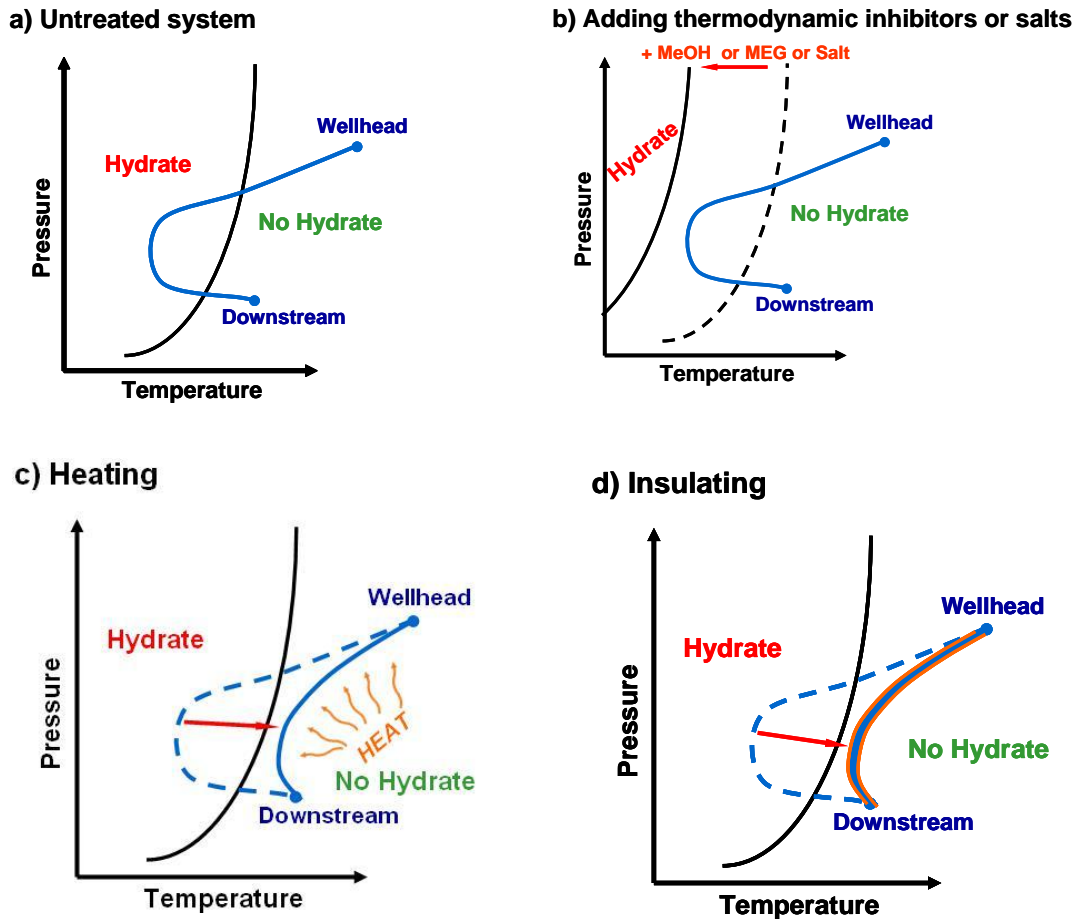 a) Untreated system
Wellhead
Hydrate
No Hydrate
Downstream
Pressure
Temperature
b) Adding thermodynamic inhibitors or salts
+ MeOH or MEG or Salt
Hydrate
Wellhead
No Hydrate
Downstream
Pressure
Temperature
c) Heating
Wellhead
Hydrate
HEAT
No Hydrate
Downstream
Pressure
Temperature
d) Insulating
Wellhead
Hydrate
No Hydrate
Downstream
Pressure
Temperature